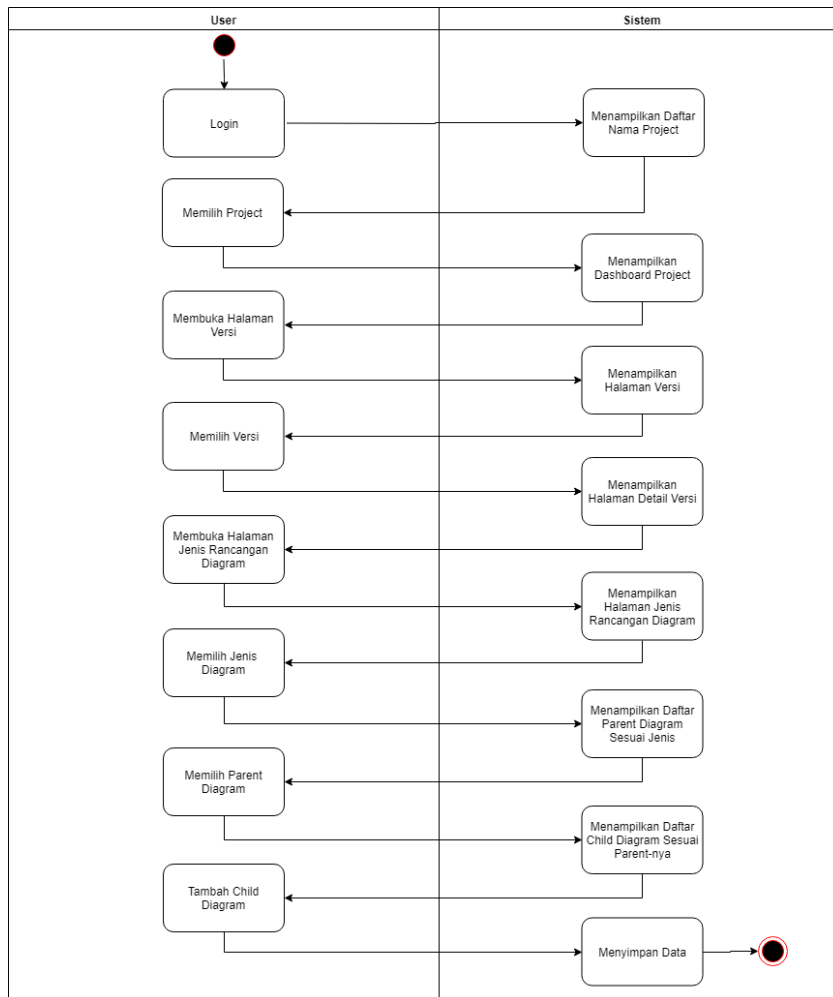 User
Sistem
Login
Menampilkan Daftar
Nama Project
Memilih Project
Menampilkan
Dashboard Project
Membuka Halaman
Versi
Menampilkan
Halaman Versi
Memilih Versi
Menampilkan
Halaman Detail Versi
Membuka Halaman
Jenis Rancangan
Diagram
Menampilkan
Halaman Jenis
Rancangan Diagram
Memilih Jenis
Diagram
Menampilkan Daftar
Parent Diagram
Sesuai Jenis
Memilih Parent
Diagram
Menampilkan Daftar
Child Diagram Sesuai
Parent-nya
Tambah Child
Diagram
Menyimpan Data